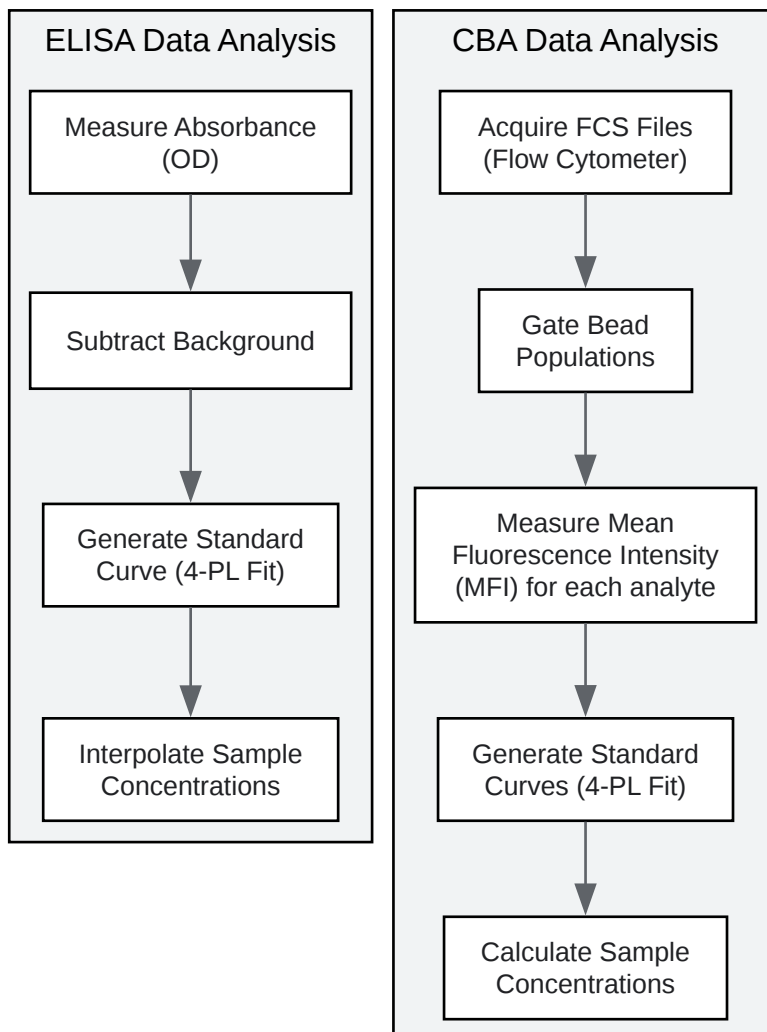 ELISA Data Analysis
Measure Absorbance
(OD)
Subtract Background
Generate Standard
Curve (4-PL Fit)
Interpolate Sample
Concentrations
CBA Data Analysis
Acquire FCS Files
(Flow Cytometer)
Gate Bead
Populations
Measure Mean
Fluorescence Intensity
(MFI) for each analyte
Generate Standard
Curves (4-PL Fit)
Calculate Sample
Concentrations